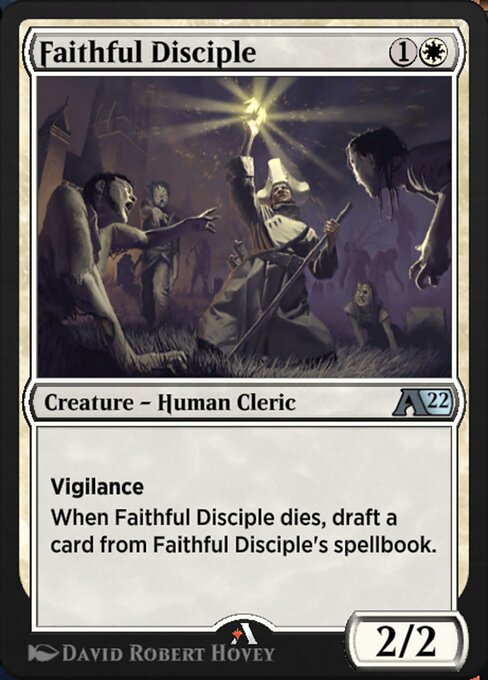 Faithful Disciple 1
Creature – Human Cleric A22
Vigilance
When Faithful Disciple dies, draft a
card from Faithful Disciple's spellbook.
2/2
David Robert Hovey